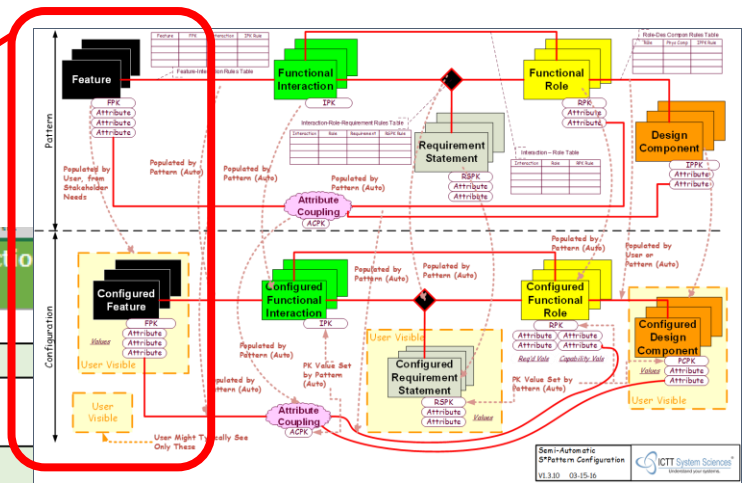 Feature
FPK
Interaction
IPK Rule
Feature-Interaction Rules Table
Role-Des Compon Rules Table
Role
Phys Comp
IPPK Rule
Feature
FPK
Attribute
Attribute
Functional
Interaction
IPK
Functional
Role
RPK
Attribute
Attribute
Design
Component
IPPK
Attribute
Attribute
Interaction-Role-Requirement Rules Table
Interaction
Role
Requirement
RSPK Rule
Requirement
Statement
RSPK
Attribute
Attribute
Interaction - Role Table
Interaction
Role
RPK Rule
Pattern
Populated by
User, from
Stakeholder
Needs
Populated by
Pattern (Auto)
Populated by
Pattern (Auto)
Populated by
Pattern (Auto)
Populated by
Pattern (Auto)
Attribute
Coupling
ACPK
Configuration
Populated by
Pattern (Auto)
Populated by
User or
Pattern (Auto)
Populated by
Pattern (Auto)
Populated by
Pattern (Auto)
Configured
Feature
FPK
Attribute
Attribute
Values
User Visible
Configured
Functional
Interaction
IPK
Configured
Functional
Role
RPK
Attribute Attribute
Attribute Attribute
Req'd Vale
Capability Vale
Configured
Design
Component
PCPK
Attribute
Attribute
Values
User Visible
User Visible
Configured
Requirement
Statement
RSPK
Attribute
Attribute
Values
Populated by
Pattern (Auto)
Populated by
Pattern (Auto)
PK Value Set
by Pattern
(Auto)
PK Value Set by
Pattern (Auto)
Attribute
Coupling
ACPK
User
Visible
User Might Typically See
Only These
Semi-Automatic
S*Pattern Configuration
V1.3.10 03-15-16
ICTT System Sciences
Understand your systems.